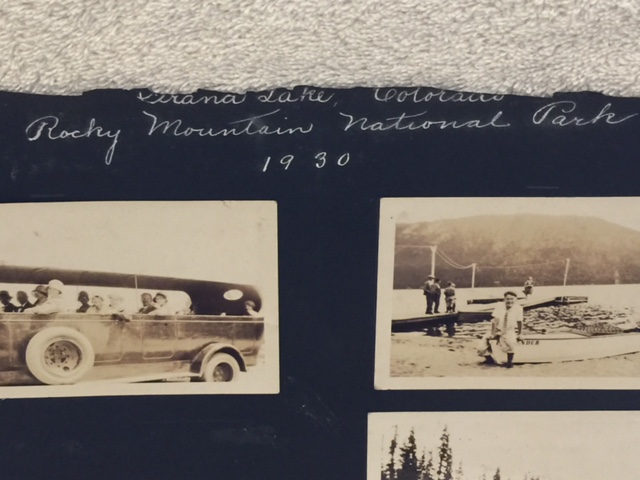 Grand Lake, Colorado
Rocky Mountain National Park
1930